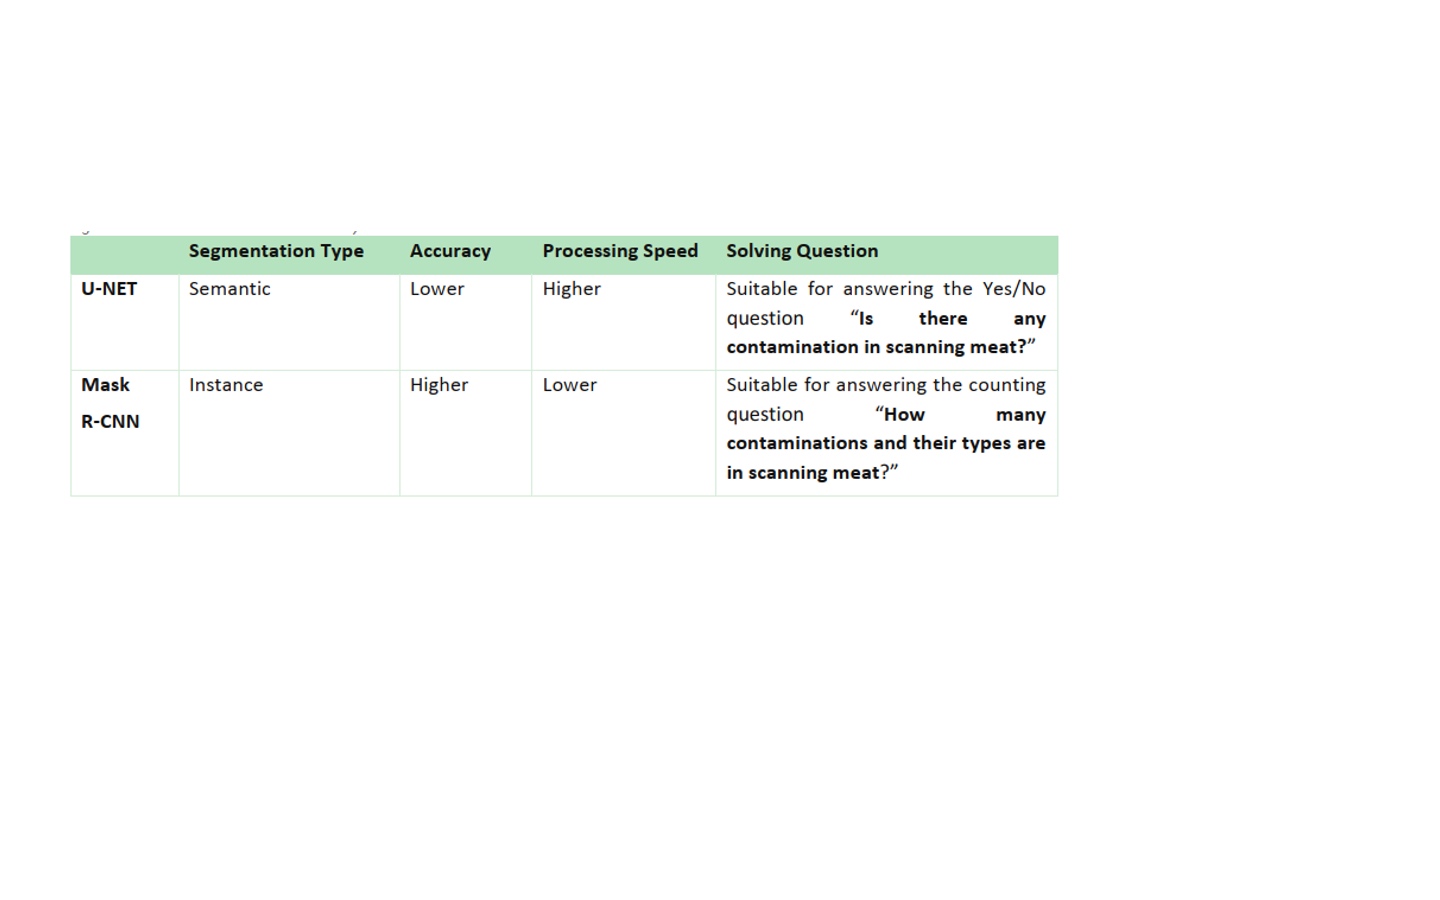 Segmentation Type Accuracy Processing Speed Solving Question
U-NET Semantic Lower Higher Suitable for answering the Yes/No
question “Is there any
contamination in scanning meat?”
Mask Instance Higher Lower Suitable for answering the counting
R-CNN question “How many
contaminations and their types are
in scanning meat?”